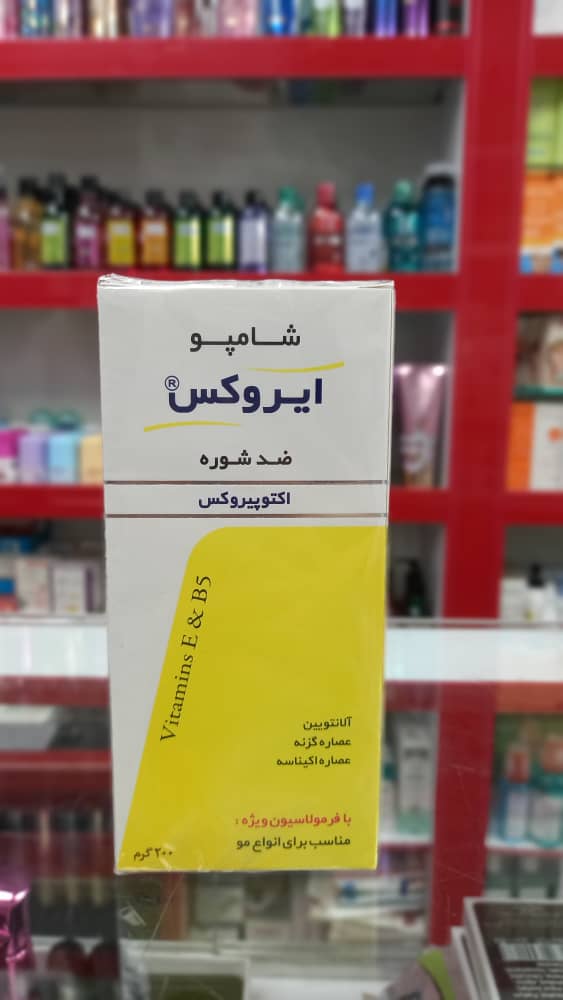 شامپو
ایروکس®
ضد شوره
اکتوپیروکس
Vitamins E & B5
آلانتویین
عصاره گزنه
عصاره اکیناسه
با فرمولاسیون ویژه :
مناسب برای انواع مو
۲۰۰ گرم